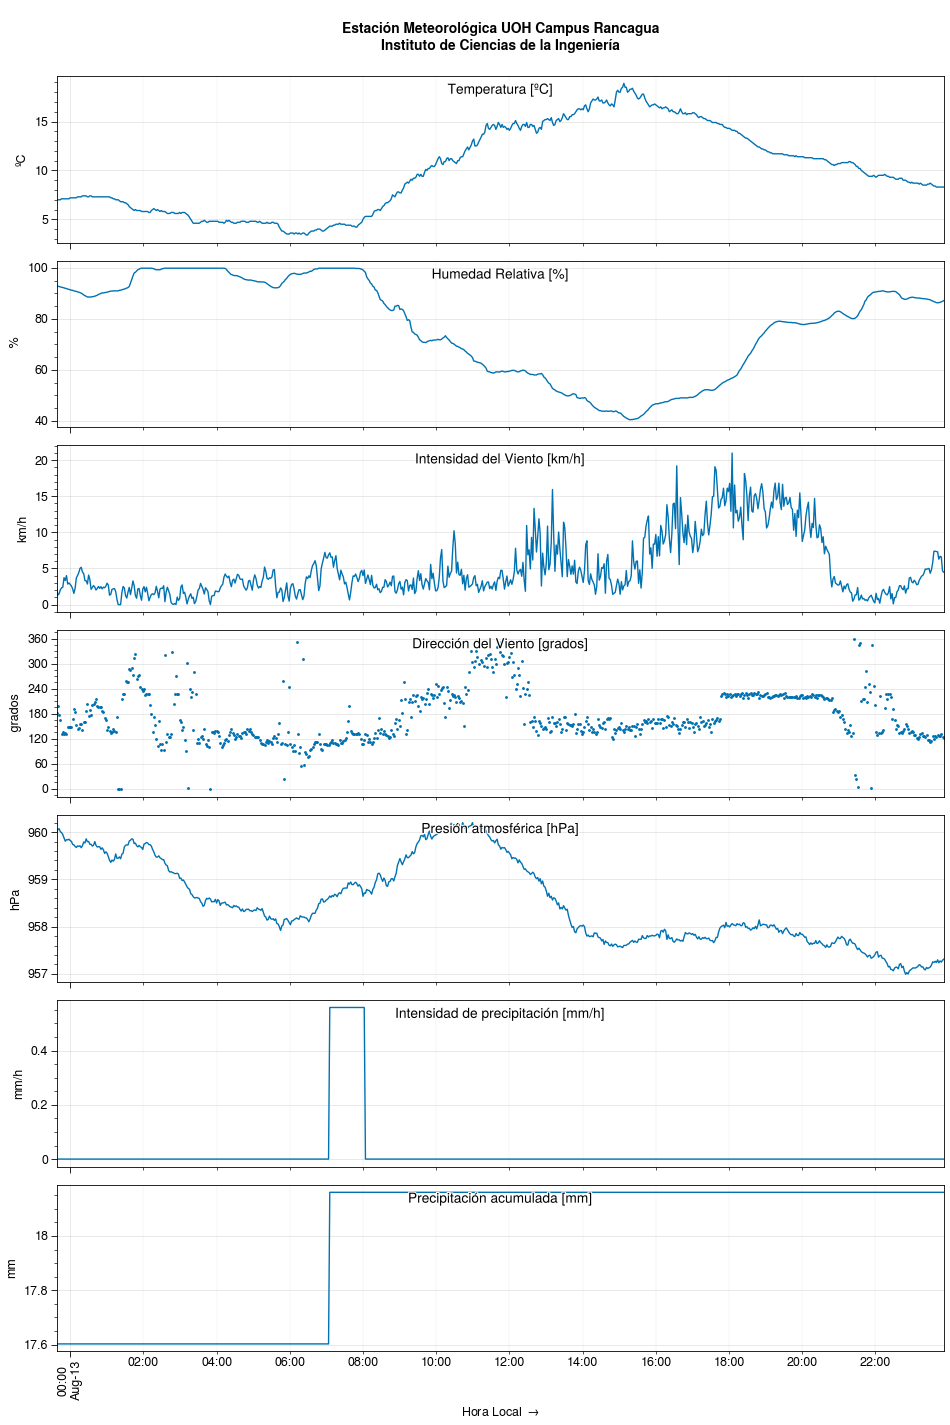 Estación Meteorológica UOH Campus Rancagua
Instituto de Ciencias de la Ingeniería
Temperatura [ºC]
ºC
15
10
5
Humedad Relativa [%]
%
100
80
60
40
Intensidad del Viento [km/h]
km/h
20
15
10
5
0
Dirección del Viento [grados]
grados
360
300
240
180
120
60
0
Presión atmosférica [hPa]
hPa
960
959
958
957
Intensidad de precipitación [mm/h]
mm/h
0.4
0.2
0
Precipitación acumulada [mm]
mm
18
17.8
17.6
00:00
Aug-13
02:00
04:00
06:00
08:00
10:00
12:00
14:00
16:00
18:00
20:00
22:00
Hora Local →